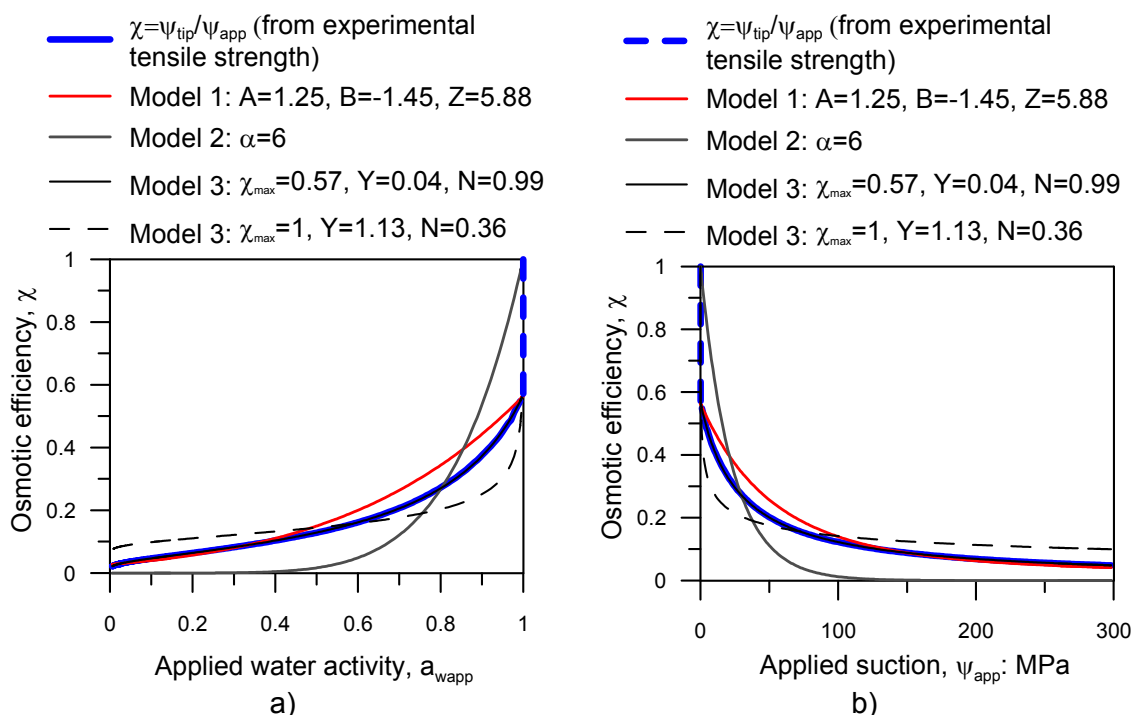 χ=ψtip/ψapp (from experimental
tensile strength)
Model 1: A=1.25, B=-1.45, Z=5.88
Model 2: α=6
Model 3: χmax=0.57, Y=0.04, N=0.99
Model 3: χmax=1, Y=1.13, N=0.36
1
0.8
0.6
0.4
0.2
0
Osmotic efficiency, χ
0 0.2 0.4 0.6 0.8 1
Applied water activity, awapp
a)
χ=ψtip/ψapp (from experimental
tensile strength)
Model 1: A=1.25, B=-1.45, Z=5.88
Model 2: α=6
Model 3: χmax=0.57, Y=0.04, N=0.99
Model 3: χmax=1, Y=1.13, N=0.36
1
0.8
0.6
0.4
0.2
0
Osmotic efficiency, χ
0 100 200 300
Applied suction, ψapp: MPa
b)